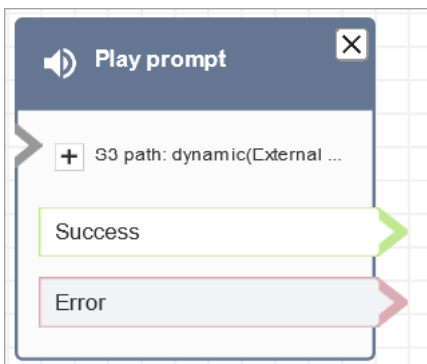 Play prompt
S3 path: dynamic(External ...
Success
Error